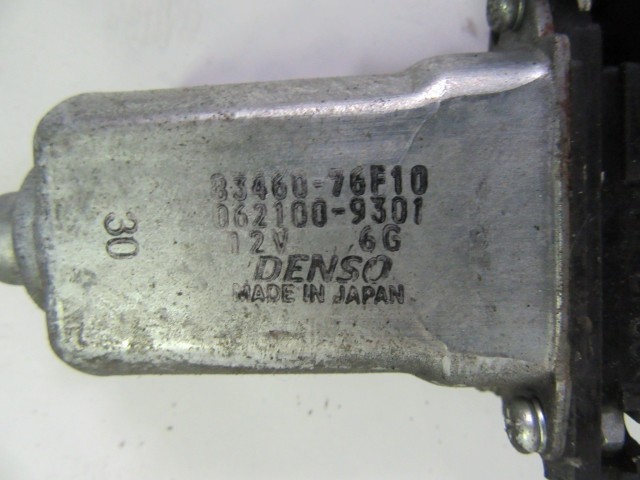 83460-76F10
062100-9301
12V 6G
DENSO
MADE IN JAPAN
30